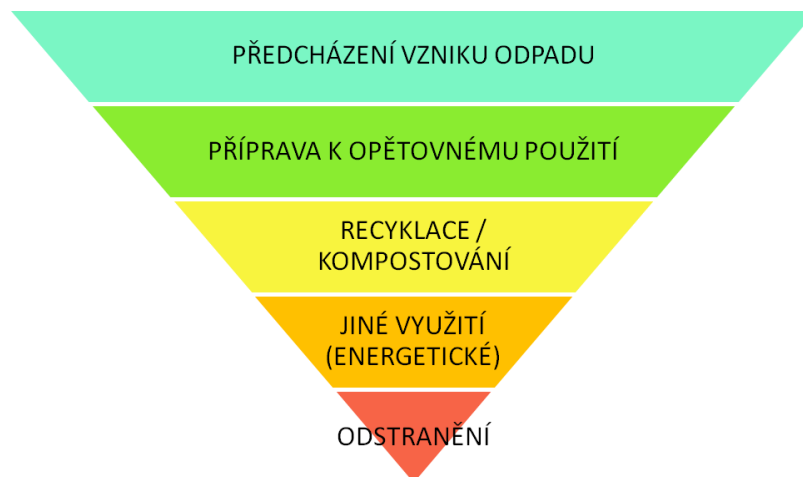 PŘEDCHÁZENÍ VZNIKU ODPADU
PŘÍPRAVA K OPĚTOVNÉMU POUŽITÍ
RECYKLACE /
KOMPOSTOVÁNÍ
JINÉ VYUŽITÍ
(ENERGETICKÉ)
ODSTRANĚNÍ